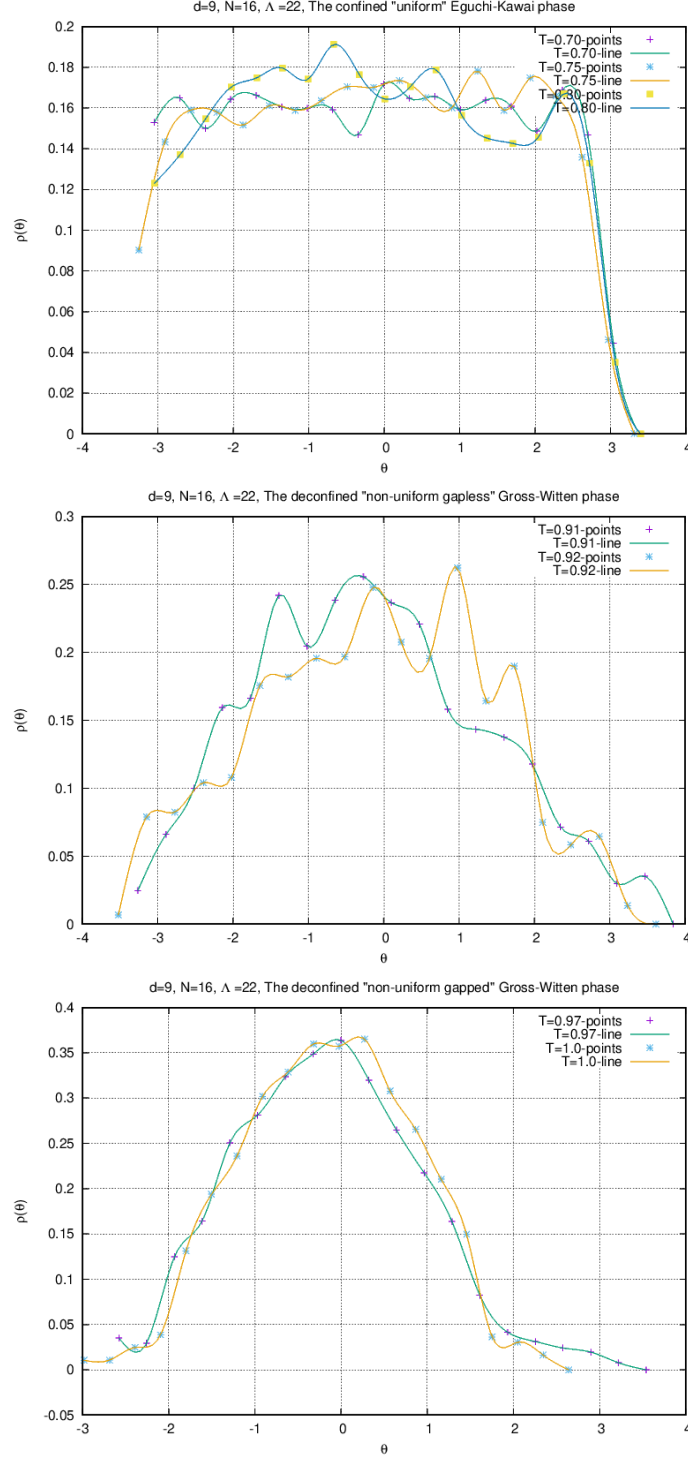 d=9, N=16, Λ =22, The confined "uniform" Eguchi-Kawai phase
T=0.70-points
T=0.70-line
T=0.75-points
T=0.75-line
T=0.80-points
T=0.80-line
0.2
0.18
0.16
0.14
0.12
0.1
0.08
0.06
0.04
0.02
0
ρ(θ)
-4 -3 -2 -1 0 1 2 3 4
θ
d=9, N=16, Λ =22, The deconfined "non-uniform gapless" Gross-Witten phase
T=0.91-points
T=0.91-line
T=0.92-points
T=0.92-line
0.3
0.25
0.2
0.15
0.1
0.05
0
ρ(θ)
-4 -3 -2 -1 0 1 2 3 4
θ
d=9, N=16, Λ =22, The deconfined "non-uniform gapped" Gross-Witten phase
T=0.97-points
T=0.97-line
T=1.0-points
T=1.0-line
0.4
0.35
0.3
0.25
0.2
0.15
0.1
0.05
0
-0.05
ρ(θ)
-3 -2 -1 0 1 2 3 4
θ